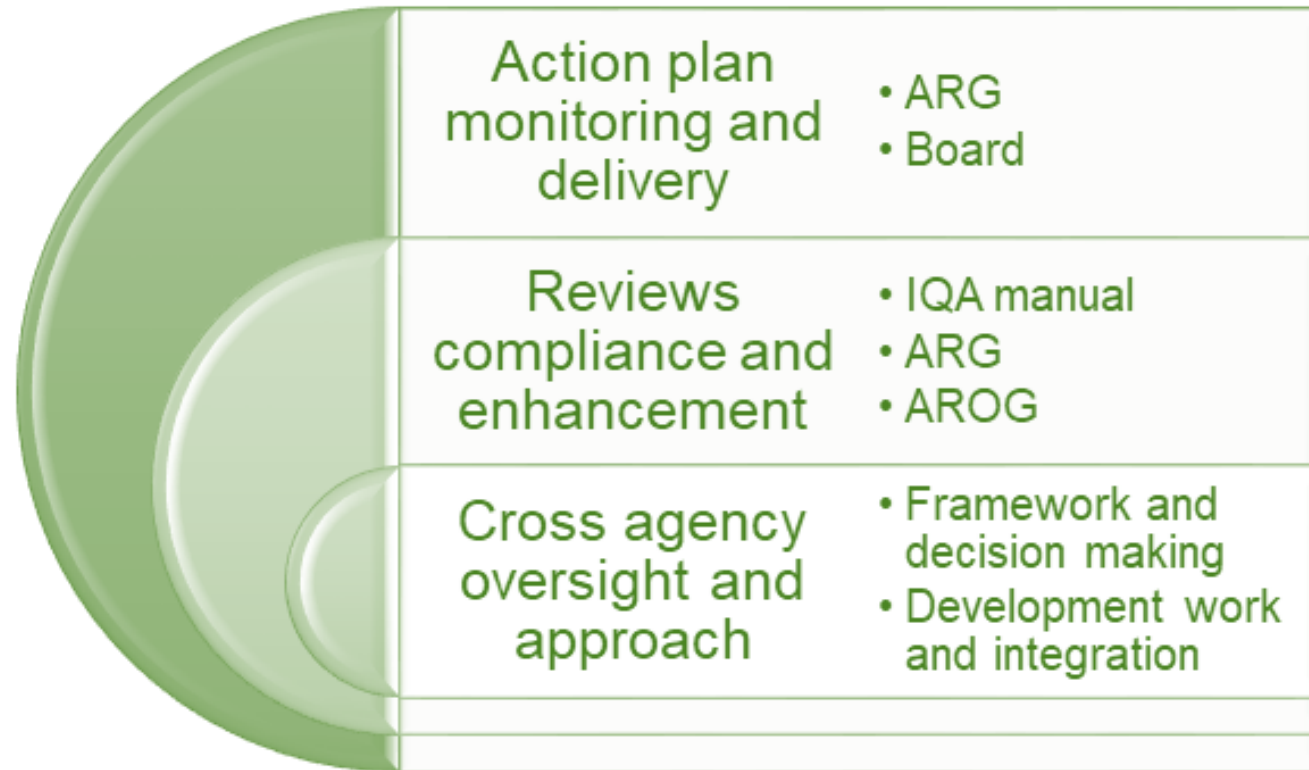 Action plan
monitoring and
delivery
• ARG
• Board
Reviews
compliance and
enhancement
• IQA manual
• ARG
• AROG
Cross agency
oversight and
approach
• Framework and
decision making
• Development work
and integration